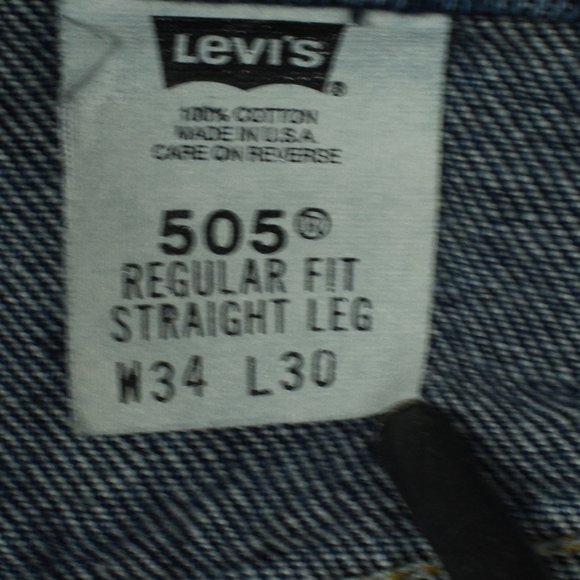 LEVI'S®
100% COTTON
MADE IN U.S.A.
CARE ON REVERSE
505®
REGULAR FIT
STRAIGHT LEG
W34 L30